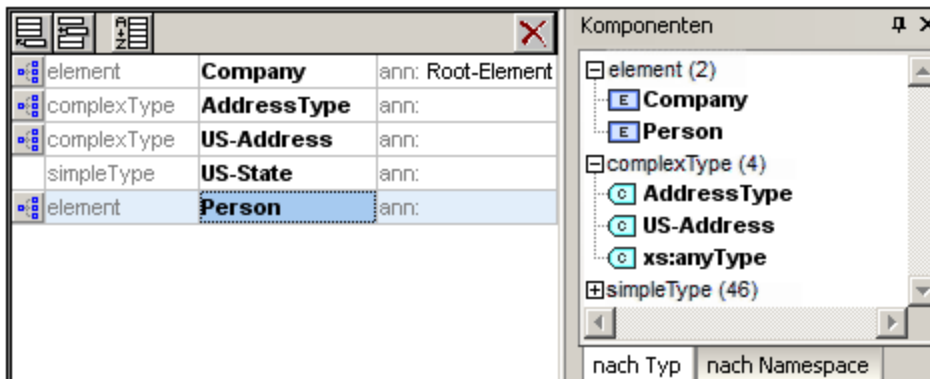 element Company ann: Root-Element
complexType AddressType ann:
complexType US-Address ann:
simpleType US-State ann:
element Person ann:
Komponenten
element (2)
E Company
E Person
complexType (4)
C AddressType
C US-Address
C xs:anyType
simpleType (46)
nach Typ nach Namespace